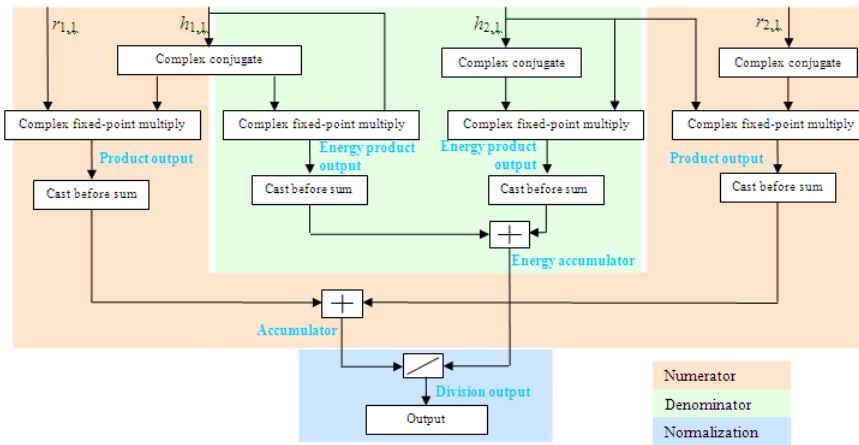 r1,1 h1,1 h2,1 r2,1
Complex conjugate
Complex conjugate
Complex conjugate
Complex fixed-point multiply
Complex fixed-point multiply
Complex fixed-point multiply
Complex fixed-point multiply
Product output
Energy product
output
Energy product
output
Product output
Cast before sum
Cast before sum
Cast before sum
Cast before sum
+
Energy accumulator
+
Accumulator
Division output
Output
Numerator
Denominator
Normalization